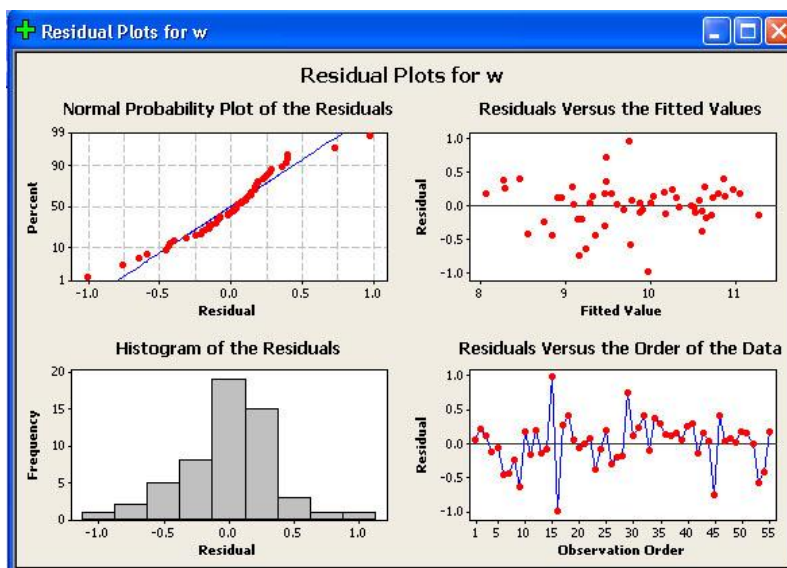 Residual Plots for w
Residual Plots for w
Normal Probability Plot of the Residuals
99
90
50
10
1
Percent
-1.0 -0.5 0.0 0.5 1.0
Residual
Residuals Versus the Fitted Values
1.0
0.5
0.0
-0.5
-1.0
Residual
8 9 10 11
Fitted Value
Histogram of the Residuals
20
15
10
5
0
Frequency
-1.0 -0.5 0.0 0.5 1.0
Residual
Residuals Versus the Order of the Data
1.0
0.5
0.0
-0.5
-1.0
Residual
1 5 10 15 20 25 30 35 40 45 50 55
Observation Order